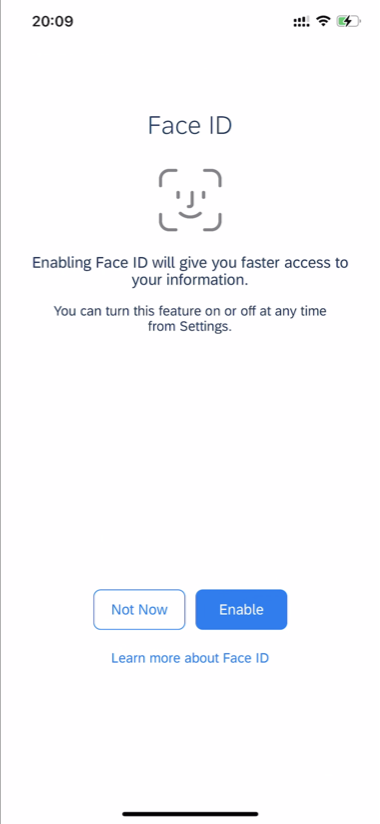 20:09
Face ID
Enabling Face ID will give you faster access to
your information.
You can turn this feature on or off at any time
from Settings.
Not Now
Enable
Learn more about Face ID